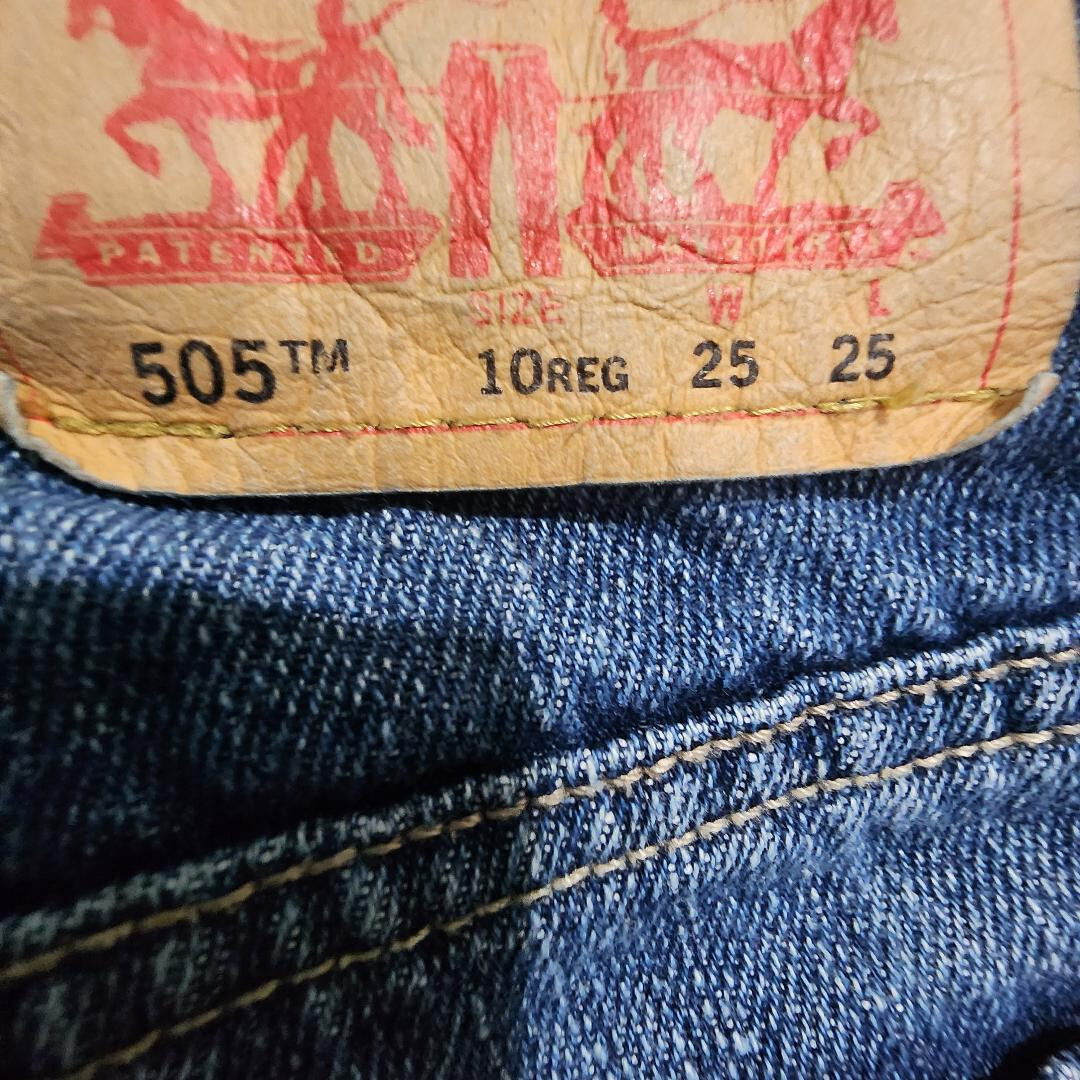 PATENTED
SIZE W L
505™ 10REG 25 25